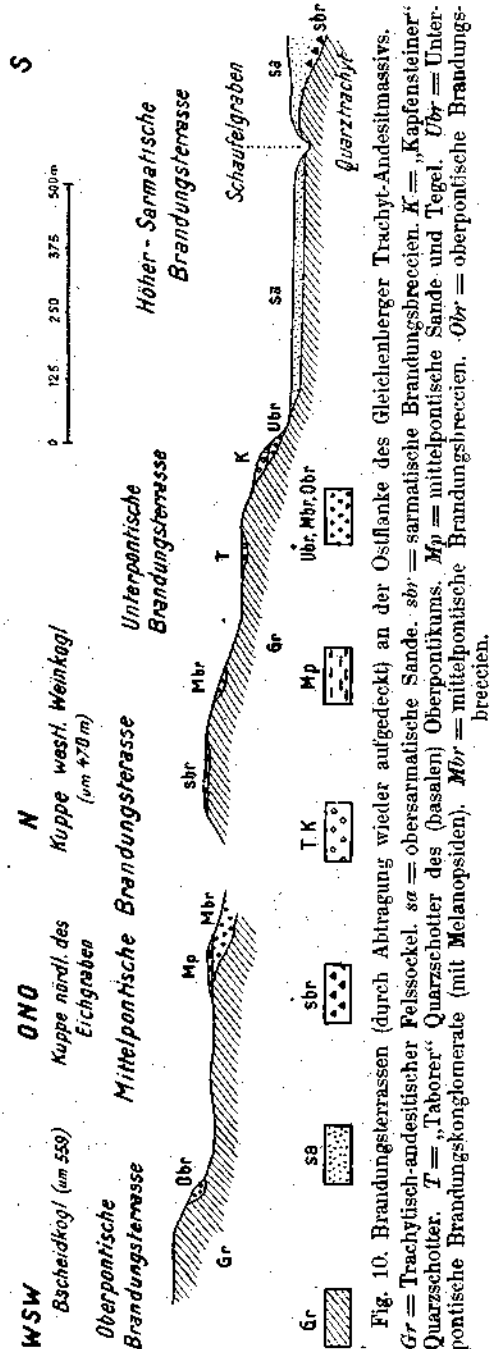 WSW ONO N S
Bscheidkogl (um 559)
Kuppe nördl. des
Eichgraben
Kuppe westl. Weinkogl
(um 470 m)
0 125 250 375 500m
Oberpontische
Brandungsterrasse
Mittelpontische Brandungsterasse
Unterpontische
Brandungsterrasse
Höher-Sarmatische
Brandungsterrasse
Schaufelgraben
Obr
Gr
Mp
Mbr
sbr
Mbr
T
Gr
K
Ubr
sa
sa
sbr
Quarztrachyt
Gr sa sbr T.K Mp Ubr, Mbr, Obr
Fig. 10. Brandungsterrassen (durch Abtragung wieder aufgedeckt) an der Ostflanke des Gleichenberger Trachyt-Andesitmassivs.
Gr = Trachytisch-andesitischer Felssockel. sa = obersarmatische Sande. sbr = sarmatische Brandungsbreccien. K = „Kapfensteiner“
Quarzschotter. T = „Taborer“ Quarzschotter des (basalen) Oberpontikums. Mp = mittelpontische Sande und Tegel. Ubr = Unter-
pontische Brandungskonglomerate (mit Melanopsiden). Mbr = mittelpontische Brandungsbreccien. Obr = oberpontische Brandungs-
breccien.